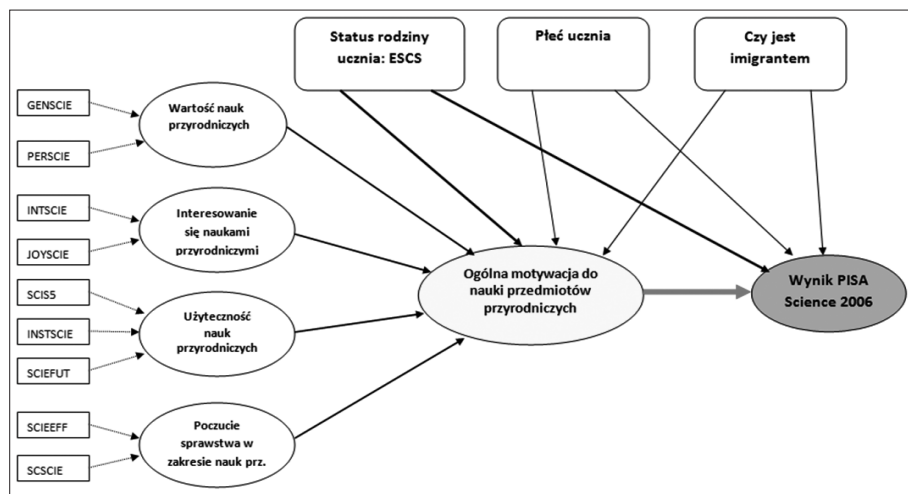 Status rodziny
ucznia: ESCS
Płeć ucznia
Czy jest
imigrantem
GENSCIE
PERSCIE
Wartość nauk
przyrodniczych
INTSCIE
JOYSCIE
Interesowanie
się naukami
przyrodniczymi
SCIS5
INSTSCIE
SCIEFUT
Użyteczność
nauk
przyrodniczych
SCIEEFF
SCSCIE
Poczucie
sprawstwa w
zakresie nauk prz.
Ogólna motywacja do
nauki przedmiotów
przyrodniczych
Wynik PISA
Science 2006